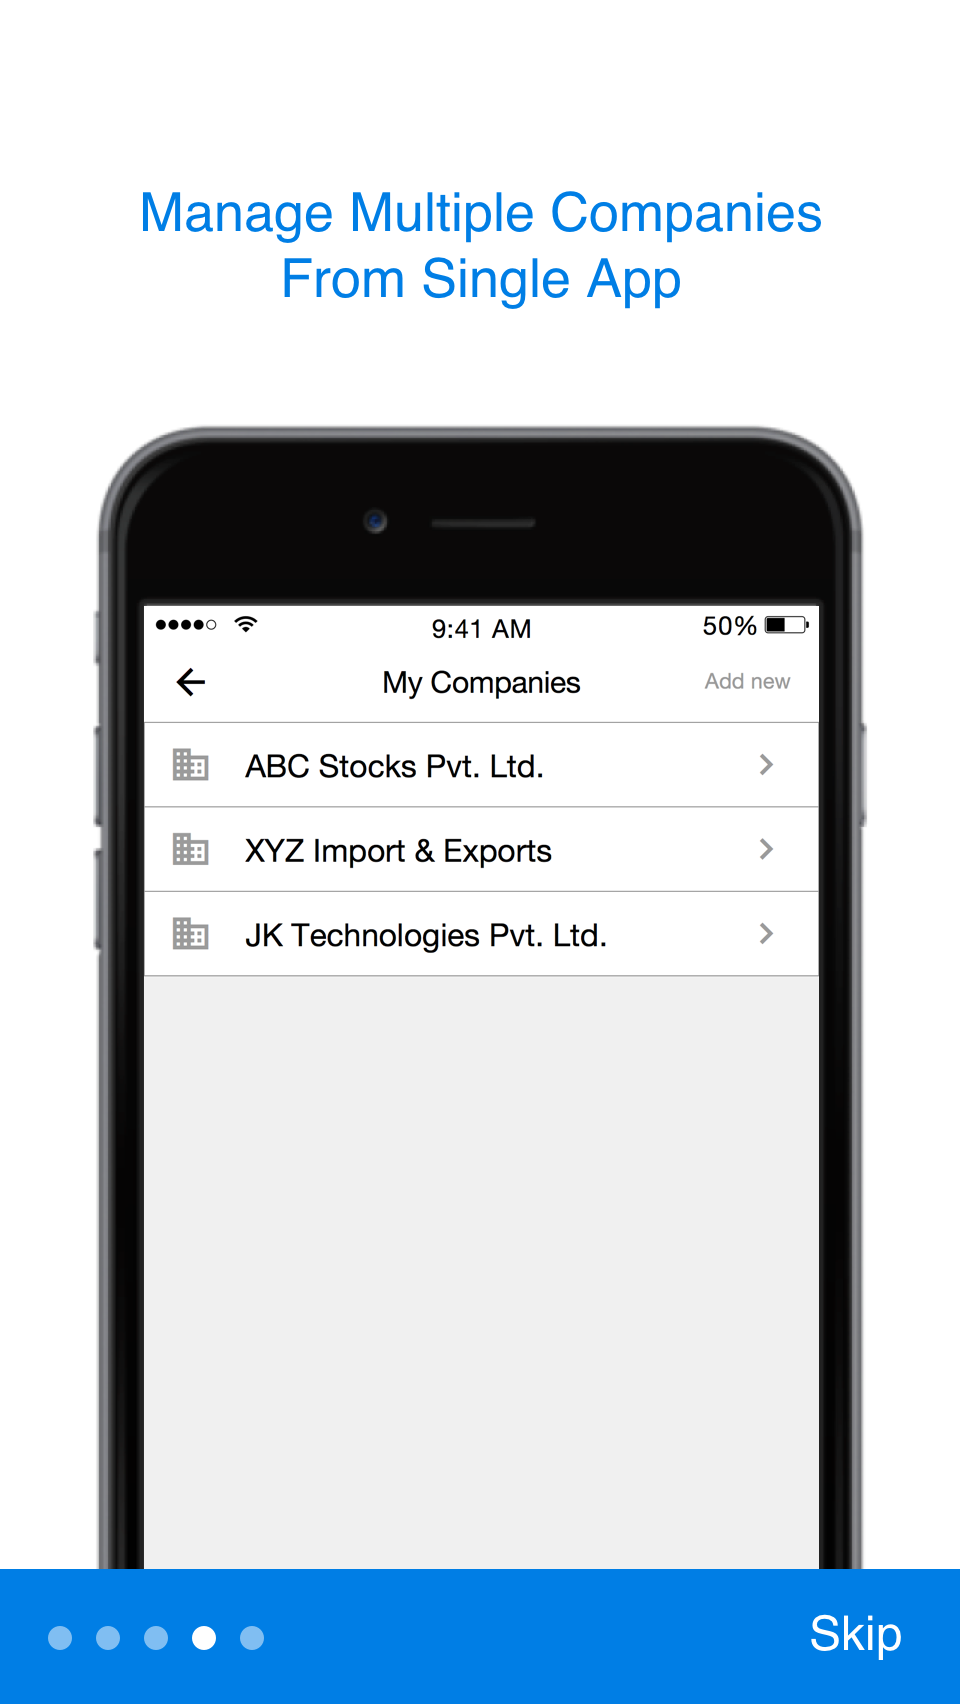 Manage Multiple Companies
From Single App
9:41 AM
50%
My Companies
Add new
ABC Stocks Pvt. Ltd.
XYZ Import & Exports
JK Technologies Pvt. Ltd.
Skip